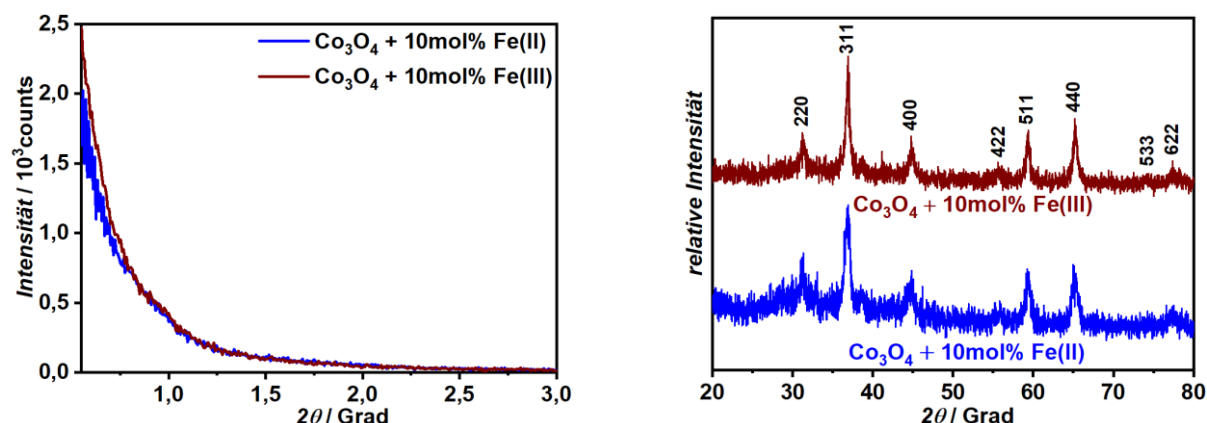 2,5
2,0
1,5
1,0
0,5
0,0
Intensität / 10³counts
Co₃O₄ + 10mol% Fe(II)
Co₃O₄ + 10mol% Fe(III)
1,0 1,5 2,0 2,5 3,0
2θ / Grad
relative Intensität
220
311
400
422
511
440
533
622
Co₃O₄ + 10mol% Fe(III)
Co₃O₄ + 10mol% Fe(II)
20 30 40 50 60 70 80
2θ / Grad